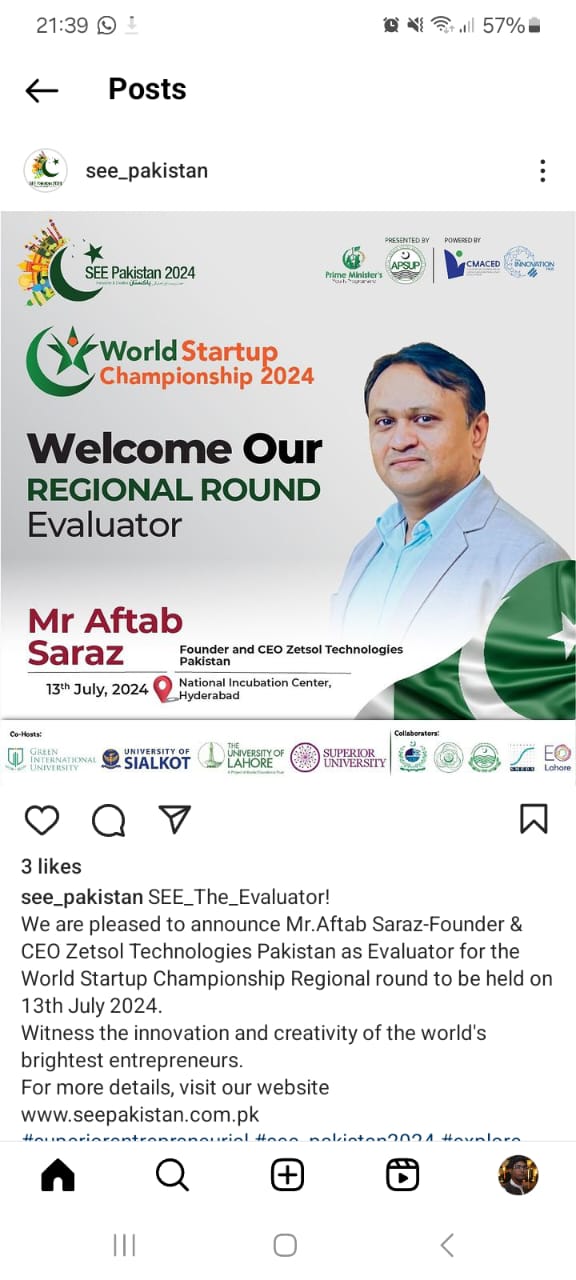 21:39
57%
Posts
see_pakistan
SEE Pakistan 2024
Prime Minister's
Youth Programme
PRESENTED BY
APSUP
POWERED BY
CMACED
INNOVATION
World Startup
Championship 2024
Welcome Our
REGIONAL ROUND
Evaluator
Mr Aftab
Saraz
Founder and CEO Zetsol Technologies
Pakistan
13th July, 2024
National Incubation Center,
Hyderabad
Co-Hosts:
GREEN
INTERNATIONAL
UNIVERSITY
UNIVERSITY OF
SIALKOT
THE
UNIVERSITY OF
LAHORE
SUPERIOR
UNIVERSITY
Collaborators:
SMEDA
EO
Lahore
3 likes
see_pakistan SEE_The_Evaluator!
We are pleased to announce Mr.Aftab Saraz-Founder &
CEO Zetsol Technologies Pakistan as Evaluator for the
World Startup Championship Regional round to be held on
13th July 2024.
Witness the innovation and creativity of the world's
brightest entrepreneurs.
For more details, visit our website
www.seepakistan.com.pk
#superiorentrepreneurial #see_pakistan2024 #explore